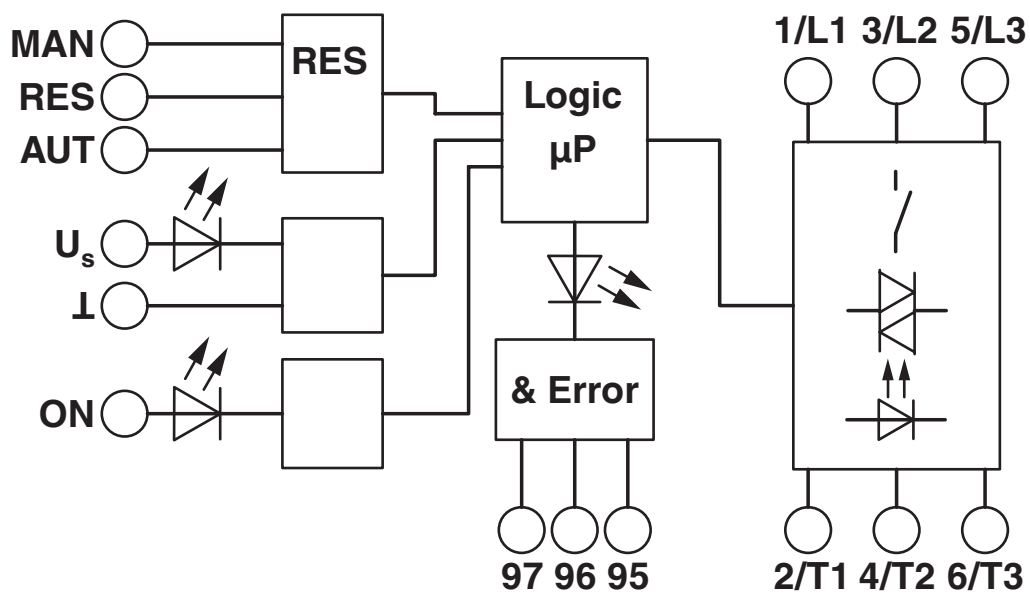 MAN
RES
AUT
RES
U_s
⊥
ON
Logic
µP
& Error
97 96 95
1/L1 3/L2 5/L3
2/T1 4/T2 6/T3